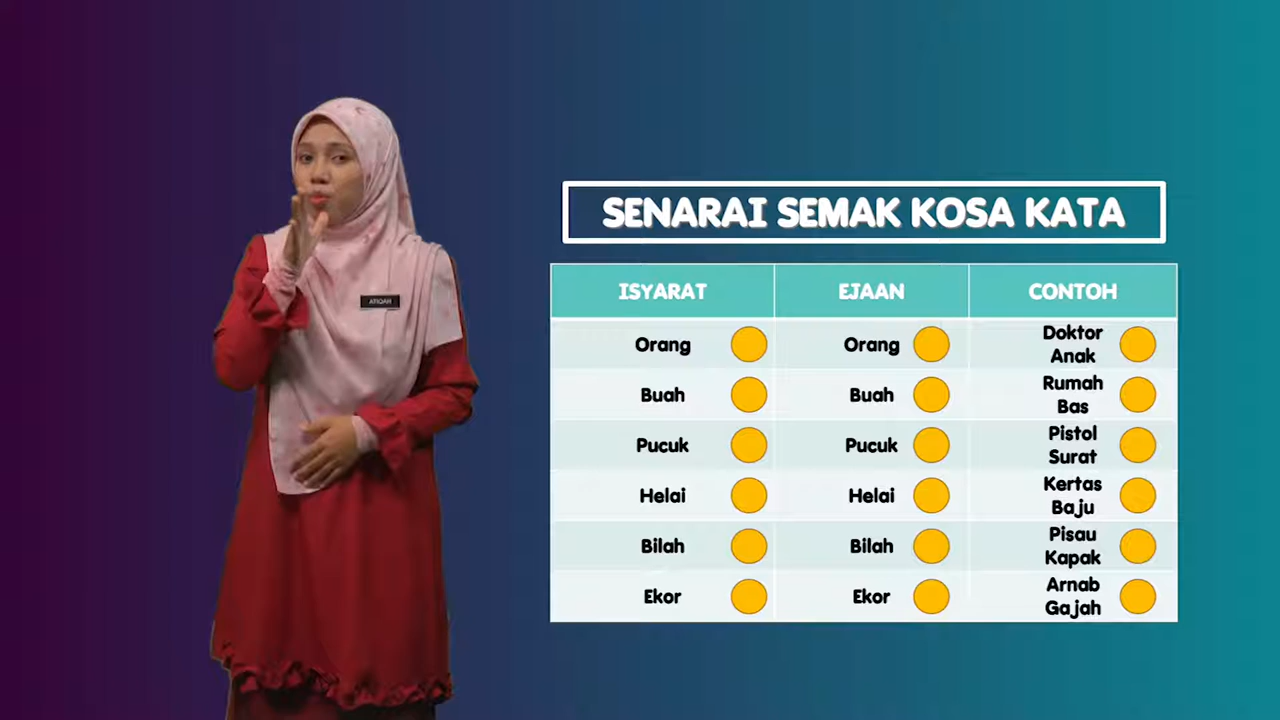 SENARAI SEMAK KOSA KATA
ISYARAT EJAAN CONTOH
Orang Orang Doktor
Anak
Buah Buah Rumah
Bas
Pucuk Pucuk Pistol
Surat
Helai Helai Kertas
Baju
Bilah Bilah Pisau
Kapak
Ekor Ekor Arnab
Gajah
AFIQAH